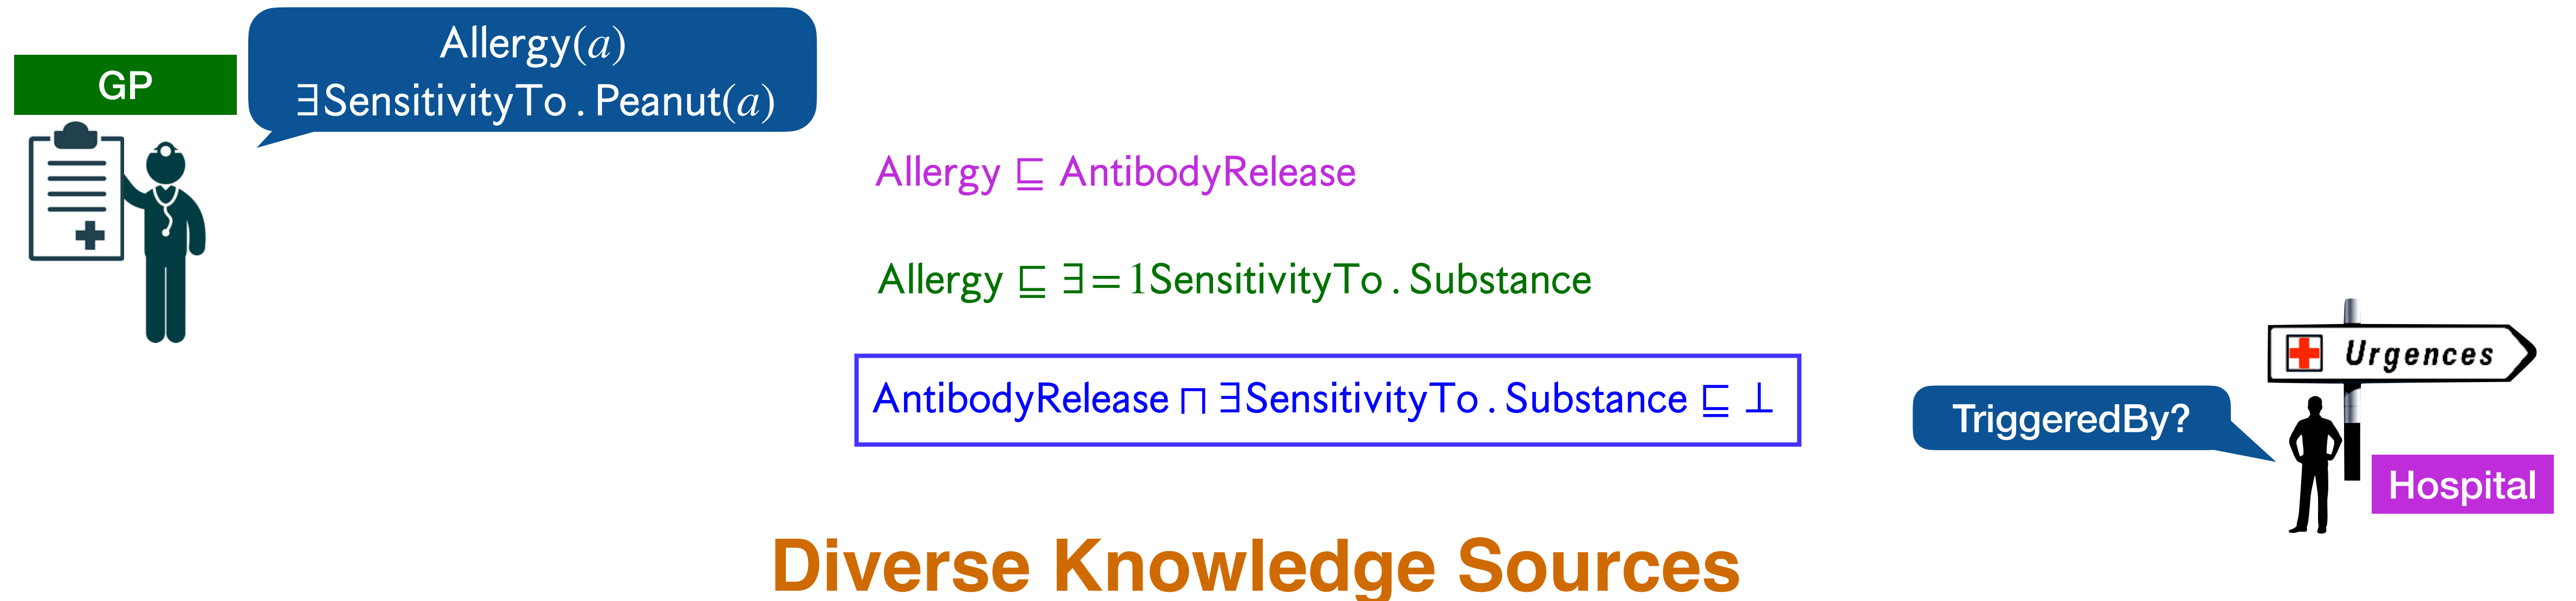 GP
Allergy(a)
∃SensitivityTo . Peanut(a)
Allergy ⊑ AntibodyRelease
Allergy ⊑ ∃=1SensitivityTo . Substance
AntibodyRelease ⊓ ∃SensitivityTo . Substance ⊑ ⊥
Urgences
TriggeredBy?
Hospital
Diverse Knowledge Sources